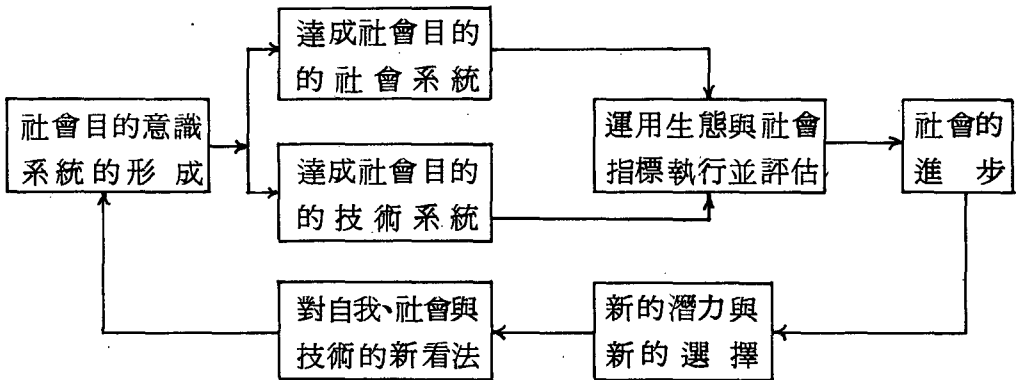 達成社會目的
的社會系統
社會目的意識
系統的形成
運用生態與社會
指標執行並評估
社會的
進步
達成社會目的
的技術系統
對自我、社會與
技術的新看法
新的潛力與
新的選擇